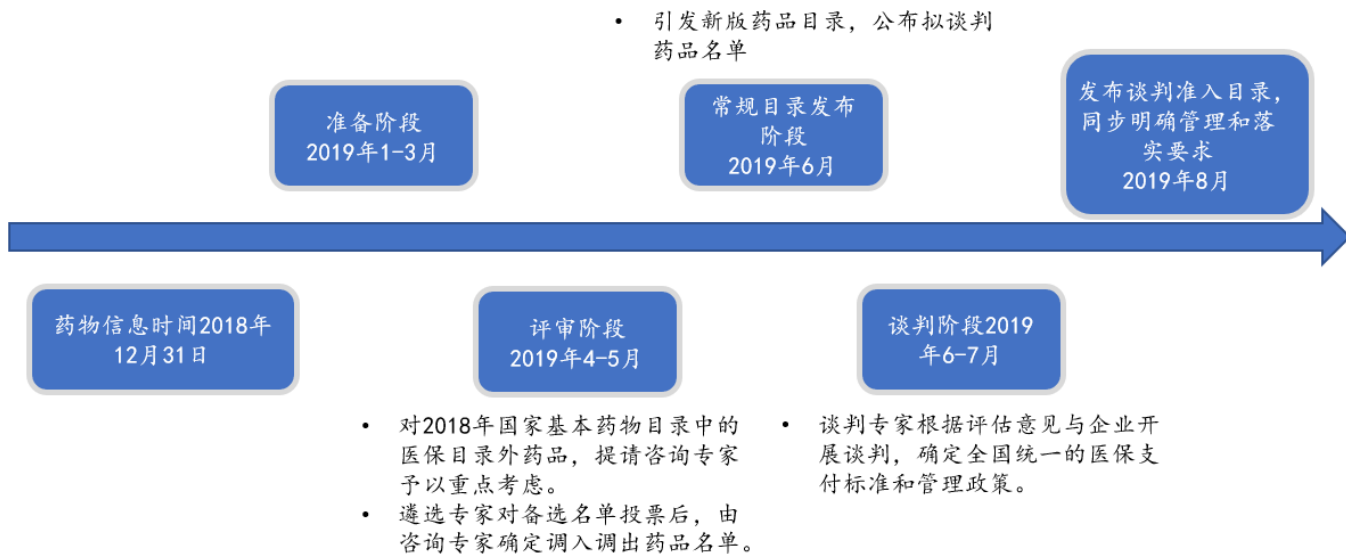 • 引发新版药品目录，公布拟谈判
药品名单
准备阶段
2019年1-3月
常规目录发布
阶段
2019年6月
发布谈判准入目录，
同步明确管理和落
实要求
2019年8月
药物信息时间2018年
12月31日
评审阶段
2019年4-5月
谈判阶段2019
年6-7月
• 对2018年国家基本药物目录中的
医保目录外药品，提请咨询专家
予以重点考虑。
• 遴选专家对备选名单投票后，由
咨询专家确定调入调出药品名单。
• 谈判专家根据评估意见与企业开
展谈判，确定全国统一的医保支
付标准和管理政策。